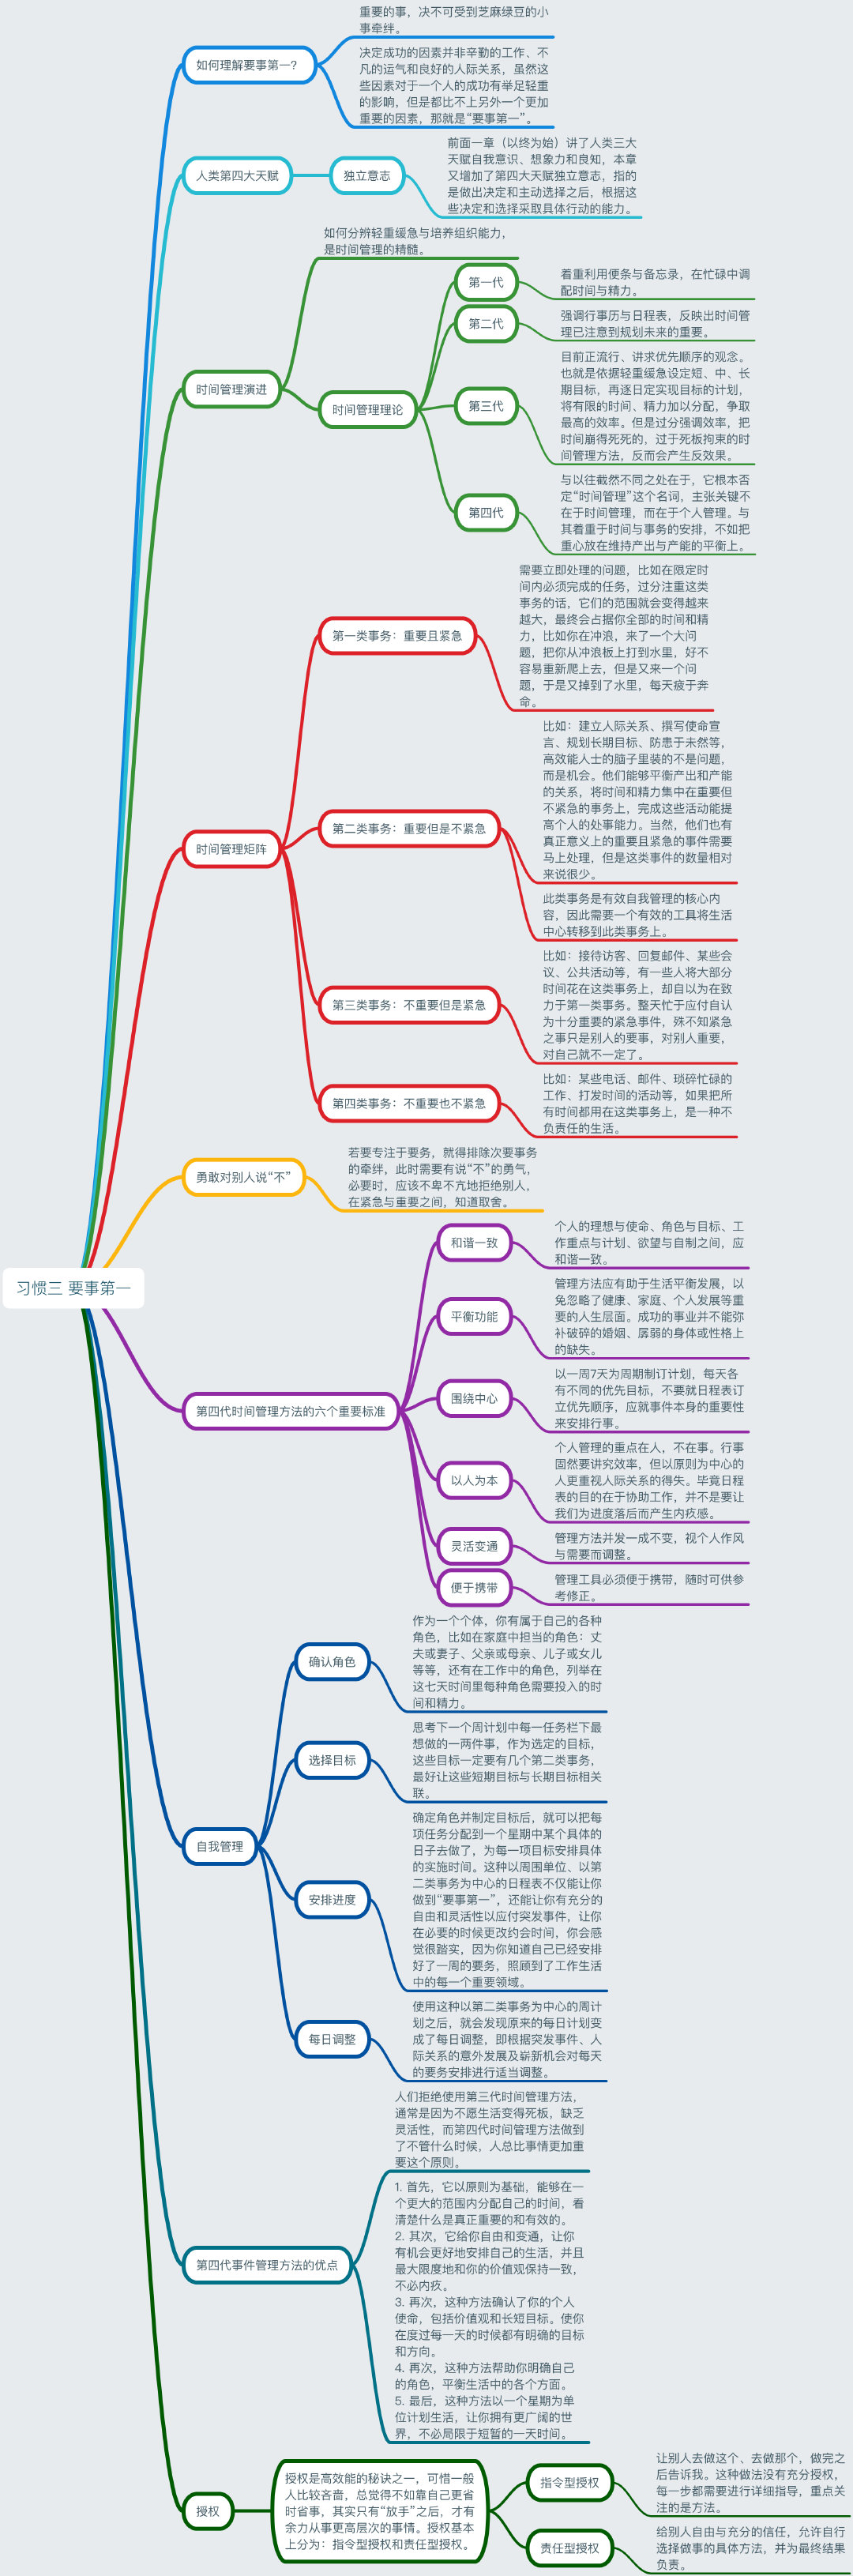 重要的事，决不可受到芝麻绿豆的小
事牵绊。
如何理解要事第一？
决定成功的因素并非辛勤的工作、不
凡的运气和良好的人际关系，虽然这
些因素对于一个人的成功有举足轻重
的影响，但是都比不上另外一个更加
重要的因素，那就是“要事第一”。
人类第四大天赋
独立意志
前面一章（以终为始）讲了人类三大
天赋自我意识、想象力和良知，本章
又增加了第四大天赋独立意志，指的
是做出决定和主动选择之后，根据这
些决定和选择采取具体行动的能力。
时间管理演进
如何分辨轻重缓急与培养组织能力，
是时间管理的精髓。
时间管理理论
第一代
着重利用便条与备忘录，在忙碌中调
配时间与精力。
第二代
强调行事历与日程表，反映出时间管
理已注意到规划未来的重要。
第三代
目前正流行、讲求优先顺序的观念。
也就是依据轻重缓急设定短、中、长
期目标，再逐日定实现目标的计划，
将有限的时间、精力加以分配，争取
最高的效率。但是过分强调效率，把
时间崩得死死的，过于死板拘束的时
间管理方法，反而会产生反效果。
第四代
与以往截然不同之处在于，它根本否
定“时间管理”这个名词，主张关键不
在于时间管理，而在于个人管理。与
其着重于时间与事务的安排，不如把
重心放在维持产出与产能的平衡上。
时间管理矩阵
第一类事务：重要且紧急
需要立即处理的问题，比如在限定时
间内必须完成的任务，过分注重这类
事务的话，它们的范围就会变得越来
越大，最终会占据你全部的时间和精
力，比如你在冲浪，来了一个大问
题，把你从冲浪板上打到水里，好不
容易重新爬上去，但是又来一个问
题，于是又掉到了水里，每天疲于奔
命。
第二类事务：重要但是不紧急
比如：建立人际关系、撰写使命宣
言、规划长期目标、防患于未然等，
高效能人士的脑子里装的不是问题，
而是机会。他们能够平衡产出和产能
的关系，将时间和精力集中在重要但
不紧急的事务上，完成这些活动能提
高个人的处事能力。当然，他们也有
真正意义上的重要且紧急的事件需要
马上处理，但是这类事件的数量相对
来说很少。
此类事务是有效自我管理的核心内
容，因此需要一个有效的工具将生活
中心转移到此类事务上。
第三类事务：不重要但是紧急
比如：接待访客、回复邮件、某些会
议、公共活动等，有一些人将大部分
时间花在这类事务上，却自以为在致
力于第一类事务。整天忙于应付自认
为十分重要的紧急事件，殊不知紧急
之事只是别人的要事，对别人重要，
对自己就不一定了。
第四类事务：不重要也不紧急
比如：某些电话、邮件、琐碎忙碌的
工作、打发时间的活动等，如果把所
有时间都用在这类事务上，是一种不
负责任的生活。
勇敢对别人说“不”
若要专注于要务，就得排除次要事务
的牵绊，此时需要有说“不”的勇气，
必要时，应该不卑不亢地拒绝别人，
在紧急与重要之间，知道取舍。
习惯三 要事第一
第四代时间管理方法的六个重要标准
和谐一致
个人的理想与使命、角色与目标、工
作重点与计划、欲望与自制之间，应
和谐一致。
平衡功能
管理方法应有助于生活平衡发展，以
免忽略了健康、家庭、个人发展等重
要的人生层面。成功的事业并不能弥
补破碎的婚姻、孱弱的身体或性格上
的缺失。
围绕中心
以一周7天为周期制订计划，每天各
有不同的优先目标，不要就日程表订
立优先顺序，应就事件本身的重要性
来安排行事。
以人为本
个人管理的重点在人，不在事。行事
固然要讲究效率，但以原则为中心的
人更重视人际关系的得失。毕竟日程
表的目的在于协助工作，并不是要让
我们为进度落后而产生内疚感。
灵活变通
管理方法并发一成不变，视个人作风
与需要而调整。
便于携带
管理工具必须便于携带，随时可供参
考修正。
自我管理
确认角色
作为一个个体，你有属于自己的各种
角色，比如在家庭中担当的角色：丈
夫或妻子、父亲或母亲、儿子或女儿
等等，还有在工作中的角色，列举在
这七天时间里每种角色需要投入的时
间和精力。
选择目标
思考下一个周计划中每一任务栏下最
想做的一两件事，作为选定的目标，
这些目标一定要有几个第二类事务，
最好让这些短期目标与长期目标相关
联。
安排进度
确定角色并制定目标后，就可以把每
项任务分配到一个星期中某个具体的
日子去做了，为每一项目标安排具体
的实施时间。这种以周围单位、以第
二类事务为中心的日程表不仅能让你
做到“要事第一”，还能让你有充分的
自由和灵活性以应付突发事件，让你
在必要的时候更改约会时间，你会感
觉很踏实，因为你知道自己已经安排
好了一周的要务，照顾到了工作生活
中的每一个重要领域。
每日调整
使用这种以第二类事务为中心的周计
划之后，就会发现原来的每日计划变
成了每日调整，即根据突发事件、人
际关系的意外发展及崭新机会对每天
的要务安排进行适当调整。
第四代事件管理方法的优点
人们拒绝使用第三代时间管理方法，
通常是因为不愿生活变得死板，缺乏
灵活性，而第四代时间管理方法做到
了不管什么时候，人总比事情更加重
要这个原则。
1. 首先，它以原则为基础，能够在一
个更大的范围内分配自己的时间，看
清楚什么是真正重要的和有效的。
2. 其次，它给你自由和变通，让你
有机会更好地安排自己的生活，并且
最大限度地和你的价值观保持一致，
不必内疚。
3. 再次，这种方法确认了你的个人
使命，包括价值观和长短目标。使你
在度过每一天的时候都有明确的目标
和方向。
4. 再次，这种方法帮助你明确自己
的角色，平衡生活中的各个方面。
5. 最后，这种方法以一个星期为单
位计划生活，让你拥有更广阔的世
界，不必局限于短暂的一天时间。
授权
授权是高效能的秘诀之一，可惜一般
人比较吝啬，总觉得不如靠自己更省
时省事，其实只有“放手”之后，才有
余力从事更高层次的事情。授权基本
上分为：指令型授权和责任型授权。
指令型授权
让别人去做这个、去做那个，做完之
后告诉我。这种做法没有充分授权，
每一步都需要进行详细指导，重点关
注的是方法。
责任型授权
给别人自由与充分的信任，允许自行
选择做事的具体方法，并为最终结果
负责。